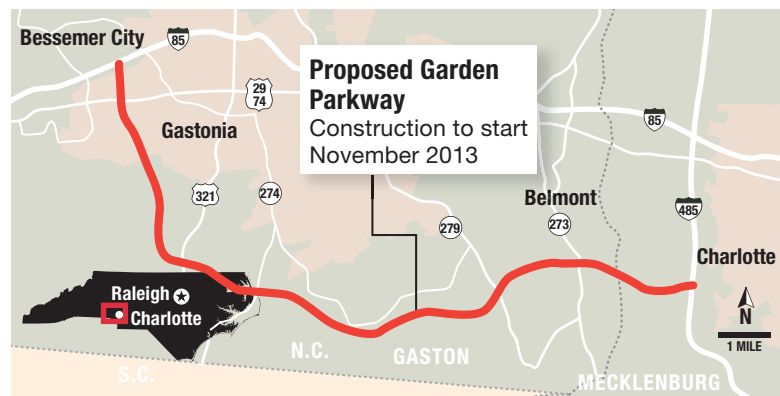 Bessemer City
85
Proposed Garden
Parkway
Construction to start
November 2013
29
74
Gastonia
85
321
274
279
Belmont
273
485
Charlotte
Raleigh
Charlotte
N
1 MILE
N.C.
GASTON
S.C.
MECKLENBURG